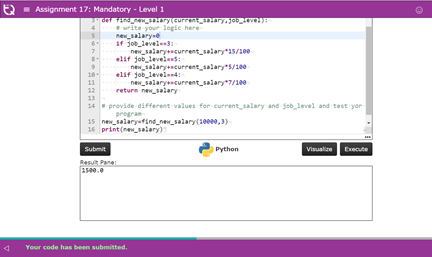 Assignment 17: Mandatory - Level 1
3 def find_new_salary(current_salary,job_level):
4 # write your logic here
5 new_salary=0
6 if job_level==3:
7 new_salary+=current_salary*15/100
8 elif job_level==5:
9 new_salary+=current_salary*5/100
10 elif job_level==4:
11 new_salary+=current_salary*7/100
12 return new_salary
13
14 # provide different values for current_salary and job_level and test yor
program
15 new_salary=find_new_salary(10000,3)
16 print(new_salary)
Submit Python Visualize Execute
Result Pane:
1500.0
Your code has been submitted.